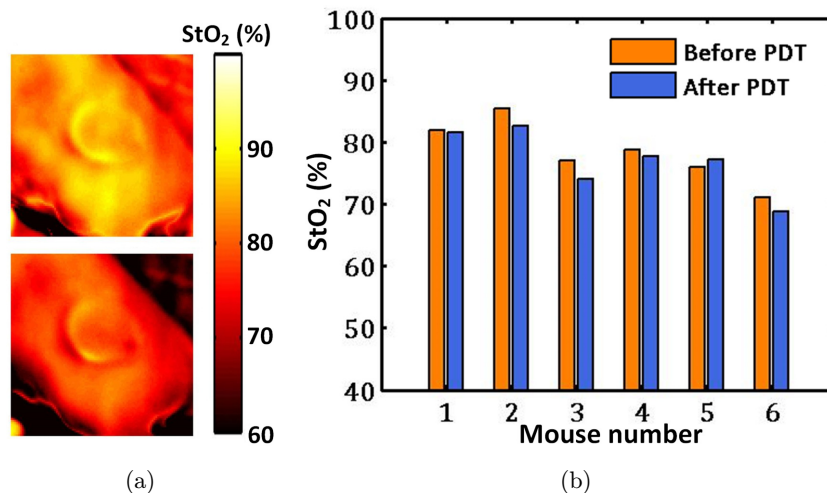 StO₂ (%)
90
80
70
60
(a)
100
90
80
70
60
50
40
StO₂ (%)
Before PDT
After PDT
1 2 3 4 5 6
Mouse number
(b)